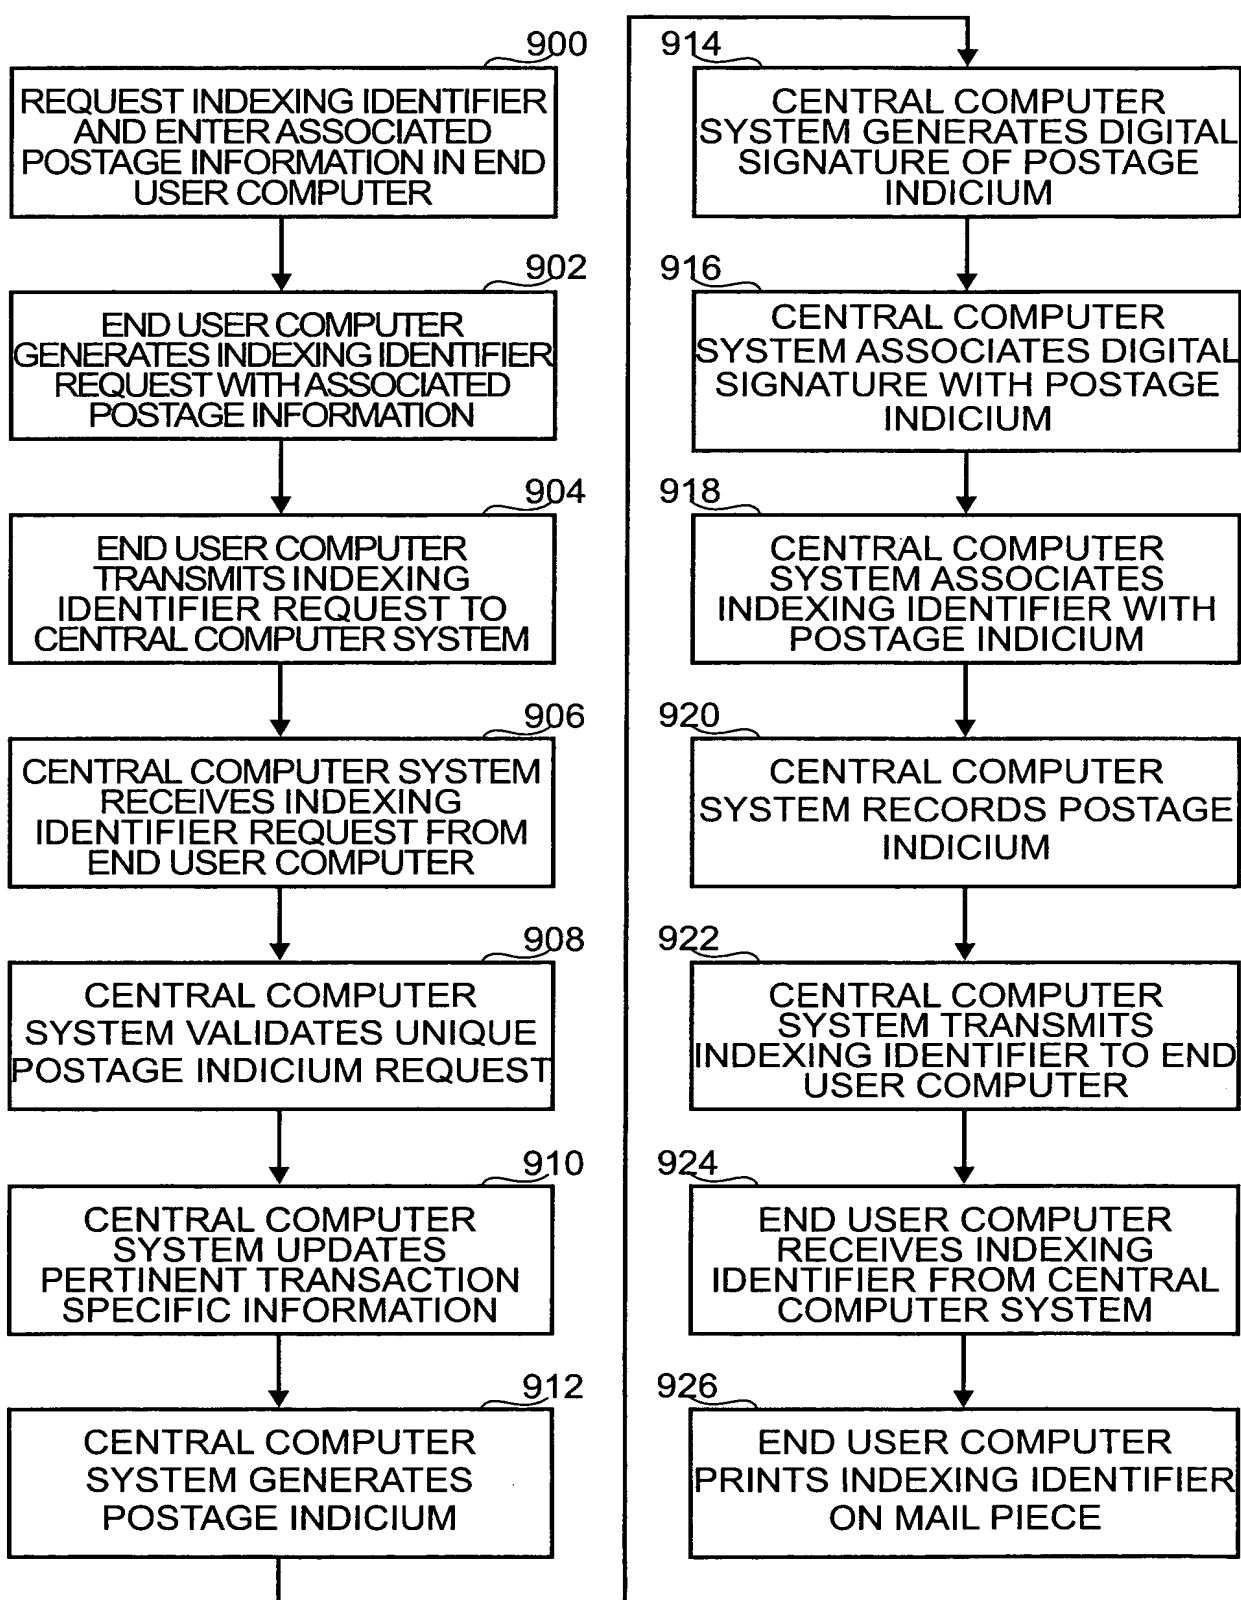 900
REQUEST INDEXING IDENTIFIER
AND ENTER ASSOCIATED
POSTAGE INFORMATION IN END
USER COMPUTER
902
END USER COMPUTER
GENERATES INDEXING IDENTIFIER
REQUEST WITH ASSOCIATED
POSTAGE INFORMATION
904
END USER COMPUTER
TRANSMITS INDEXING
IDENTIFIER REQUEST TO
CENTRAL COMPUTER SYSTEM
906
CENTRAL COMPUTER SYSTEM
RECEIVES INDEXING
IDENTIFIER REQUEST FROM
END USER COMPUTER
908
CENTRAL COMPUTER
SYSTEM VALIDATES UNIQUE
POSTAGE INDICIUM REQUEST
910
CENTRAL COMPUTER
SYSTEM UPDATES
PERTINENT TRANSACTION
SPECIFIC INFORMATION
912
CENTRAL COMPUTER
SYSTEM GENERATES
POSTAGE INDICIUM
914
CENTRAL COMPUTER
SYSTEM GENERATES DIGITAL
SIGNATURE OF POSTAGE
INDICIUM
916
CENTRAL COMPUTER
SYSTEM ASSOCIATES DIGITAL
SIGNATURE WITH POSTAGE
INDICIUM
918
CENTRAL COMPUTER
SYSTEM ASSOCIATES
INDEXING IDENTIFIER WITH
POSTAGE INDICIUM
920
CENTRAL COMPUTER
SYSTEM RECORDS POSTAGE
INDICIUM
922
CENTRAL COMPUTER
SYSTEM TRANSMITS
INDEXING IDENTIFIER TO END
USER COMPUTER
924
END USER COMPUTER
RECEIVES INDEXING
IDENTIFIER FROM CENTRAL
COMPUTER SYSTEM
926
END USER COMPUTER
PRINTS INDEXING IDENTIFIER
ON MAIL PIECE